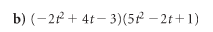 b) (−2t² + 4t − 3)(5t² − 2t + 1)